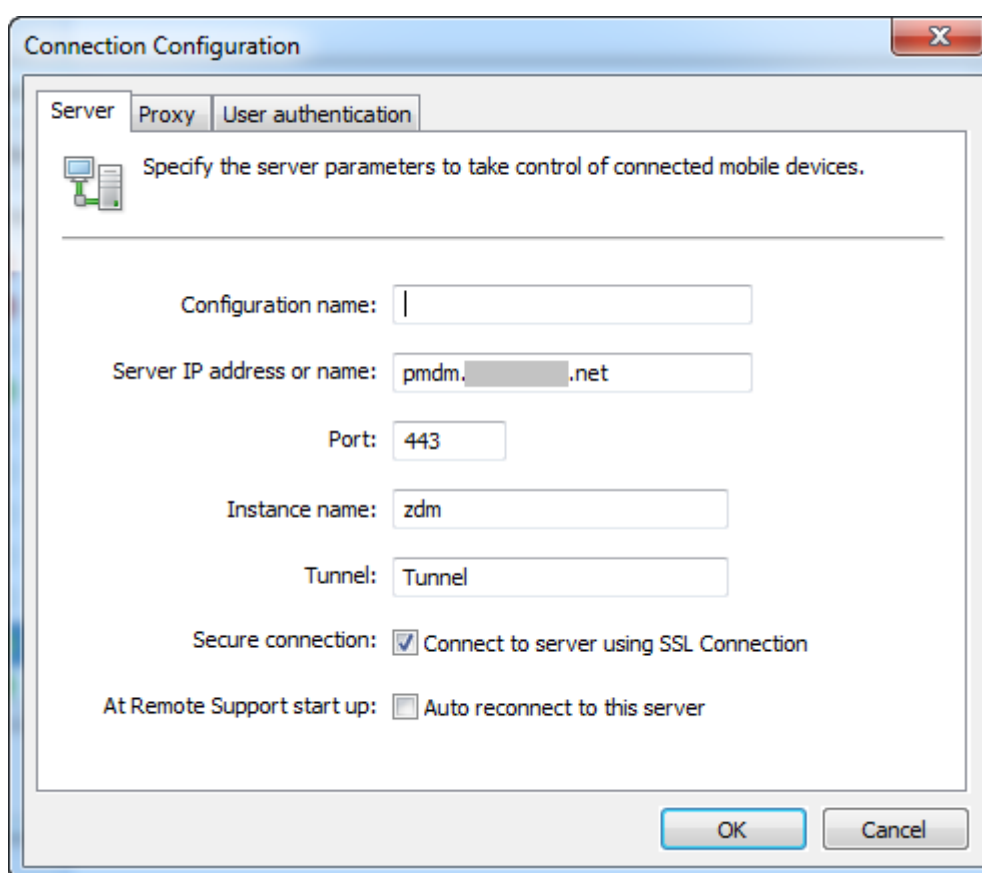 Connection Configuration
Server Proxy User authentication
Specify the server parameters to take control of connected mobile devices.
Configuration name:
Server IP address or name: pmdm. .net
Port: 443
Instance name: zdm
Tunnel: Tunnel
Secure connection: Connect to server using SSL Connection
At Remote Support start up: Auto reconnect to this server
OK Cancel